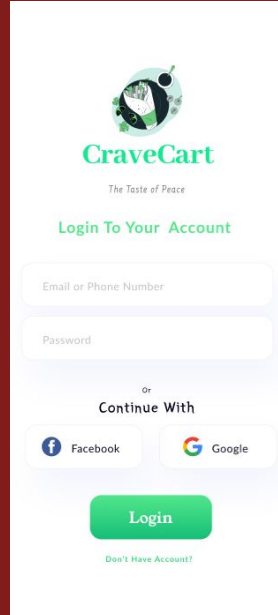 CraveCart
The Taste of Peace
Login To Your Account
Email or Phone Number
Password
Or
Continue With
Facebook
Google
Login
Don't Have Account?